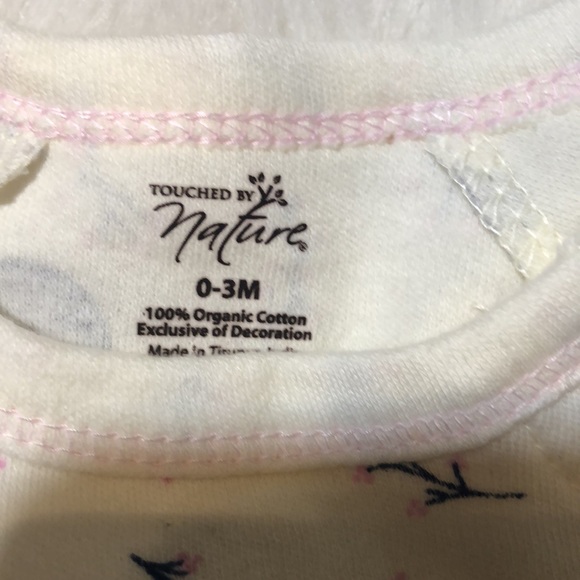 TOUCHED BY
Nature
0-3M
100% Organic Cotton
Exclusive of Decoration
Made in